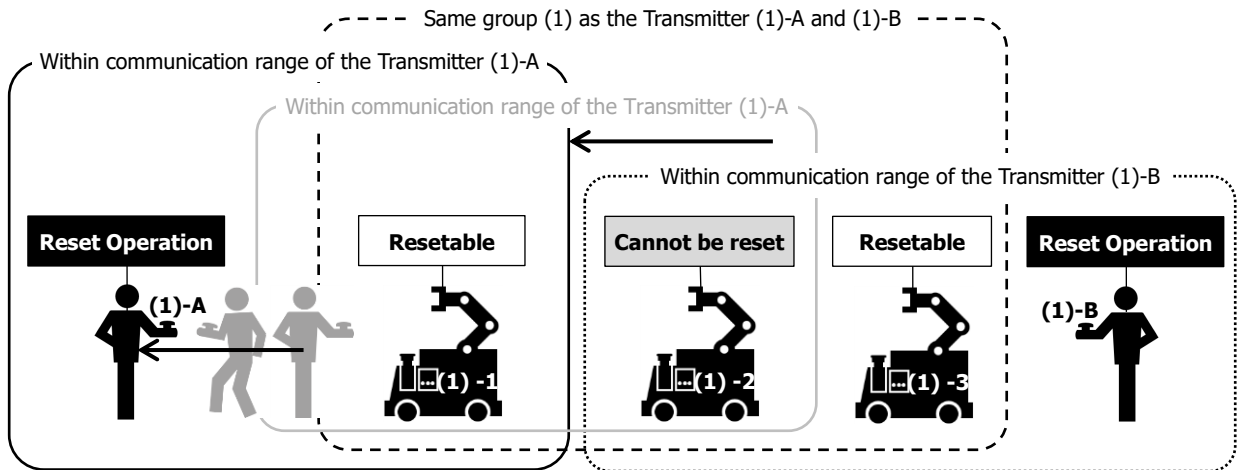 Same group (1) as the Transmitter (1)-A and (1)-B
Within communication range of the Transmitter (1)-A
Within communication range of the Transmitter (1)-A
Within communication range of the Transmitter (1)-B
Reset Operation
Resetable
Cannot be reset
Resetable
Reset Operation
(1)-A
(1)-B
(1) -1
(1) -2
(1) -3